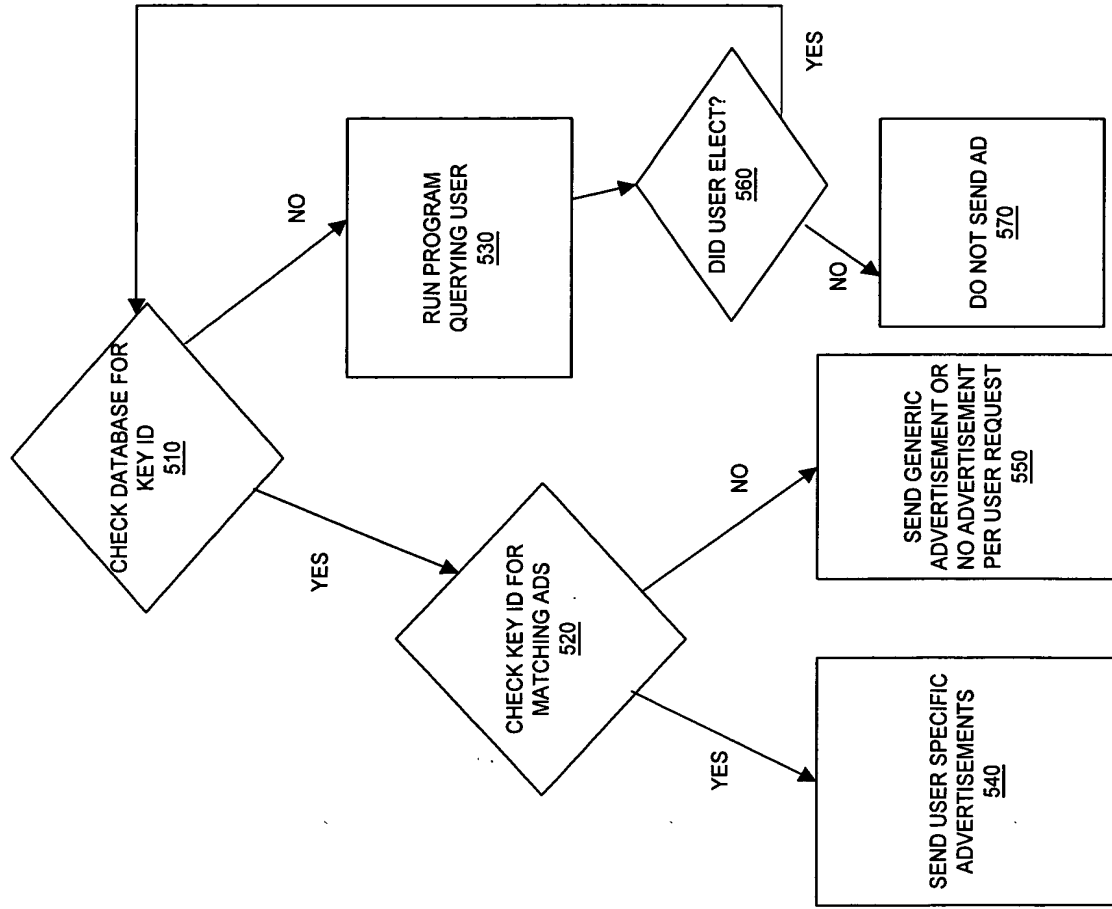 CHECK DATABASE FOR
KEY ID
510
YES
NO
CHECK KEY ID FOR
MATCHING ADS
520
RUN PROGRAM
QUERYING USER
530
YES
NO
DID USER ELECT?
560
YES
NO
SEND USER SPECIFIC
ADVERTISEMENTS
540
SEND GENERIC
ADVERTISEMENT OR
NO ADVERTISEMENT
PER USER REQUEST
550
DO NOT SEND AD
570